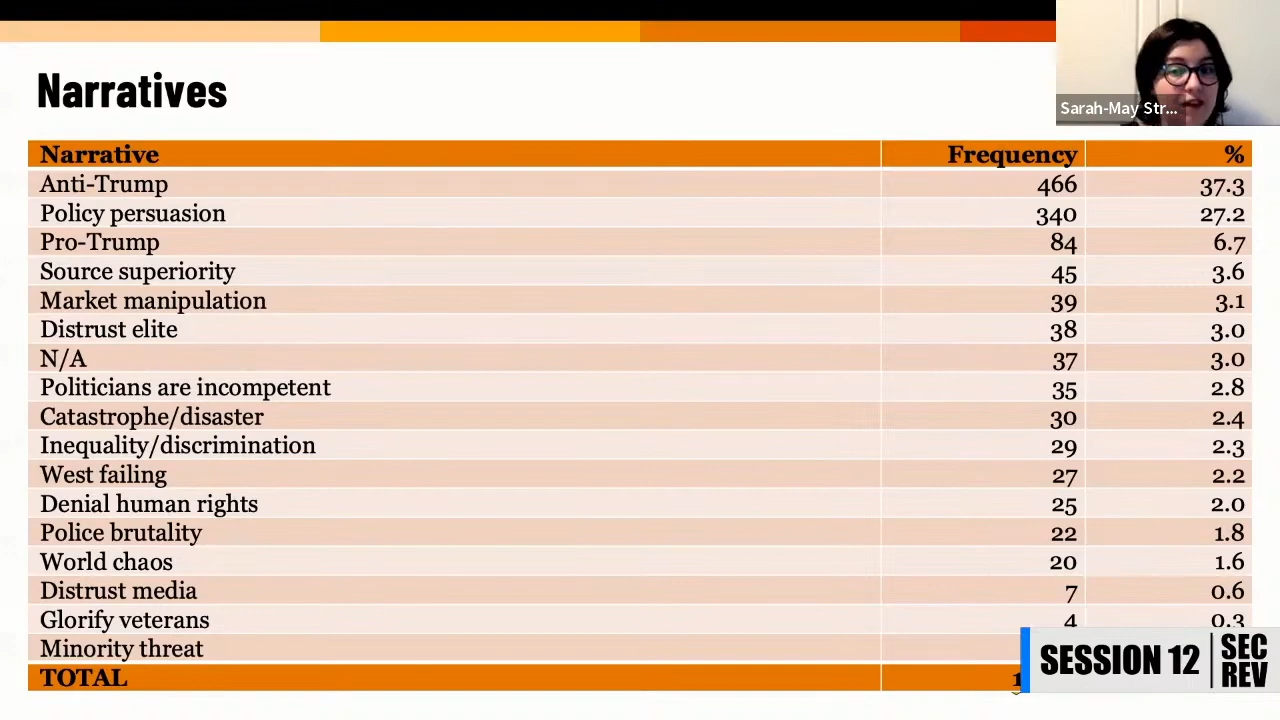 Narratives
Sarah-May Str...
Narrative Frequency %
Anti-Trump 466 37.3
Policy persuasion 340 27.2
Pro-Trump 84 6.7
Source superiority 45 3.6
Market manipulation 39 3.1
Distrust elite 38 3.0
N/A 37 3.0
Politicians are incompetent 35 2.8
Catastrophe/disaster 30 2.4
Inequality/discrimination 29 2.3
West failing 27 2.2
Denial human rights 25 2.0
Police brutality 22 1.8
World chaos 20 1.6
Distrust media 7 0.6
Glorify veterans 4 0.3
Minority threat
TOTAL
SESSION 12
SEC
REV